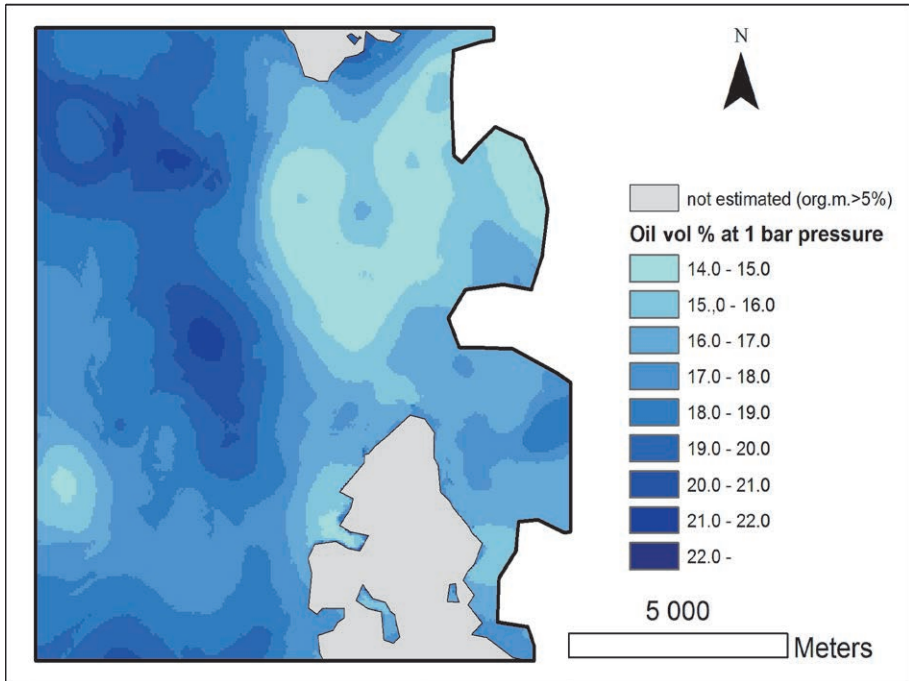 N
not estimated (org.m.>5%)
Oil vol % at 1 bar pressure
14.0 - 15.0
15.,0 - 16.0
16.0 - 17.0
17.0 - 18.0
18.0 - 19.0
19.0 - 20.0
20.0 - 21.0
21.0 - 22.0
22.0 -
5 000
Meters